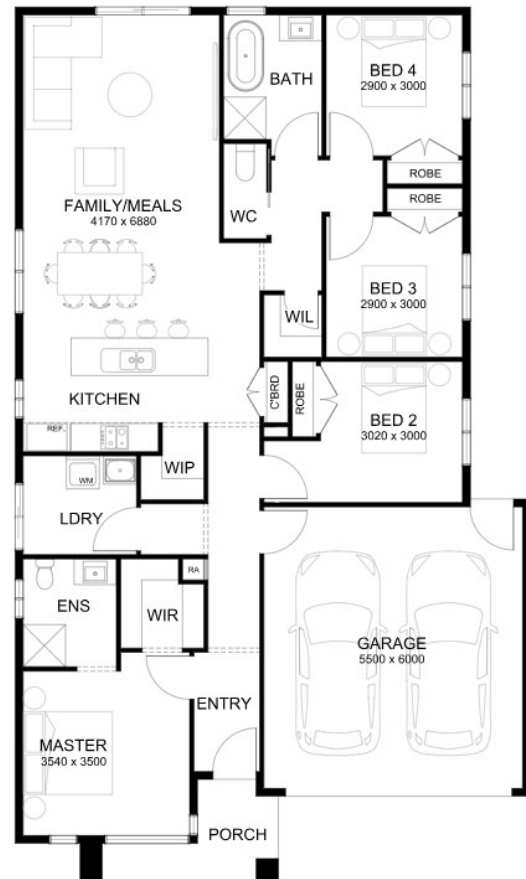 BATH
BED 4
2900 x 3000
ROBE
ROBE
FAMILY/MEALS
4170 x 6880
WC
BED 3
2900 x 3000
WIL
KITCHEN
C'BRD
ROBE
BED 2
3020 x 3000
REF.
WIP
WM
LDRY
RA
ENS
WIR
GARAGE
5500 x 6000
ENTRY
MASTER
3540 x 3500
PORCH